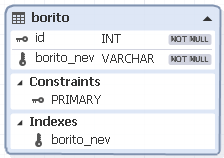 borito
id INT NOT NULL
borito_nev VARCHAR NOT NULL
Constraints
PRIMARY
Indexes
borito_nev